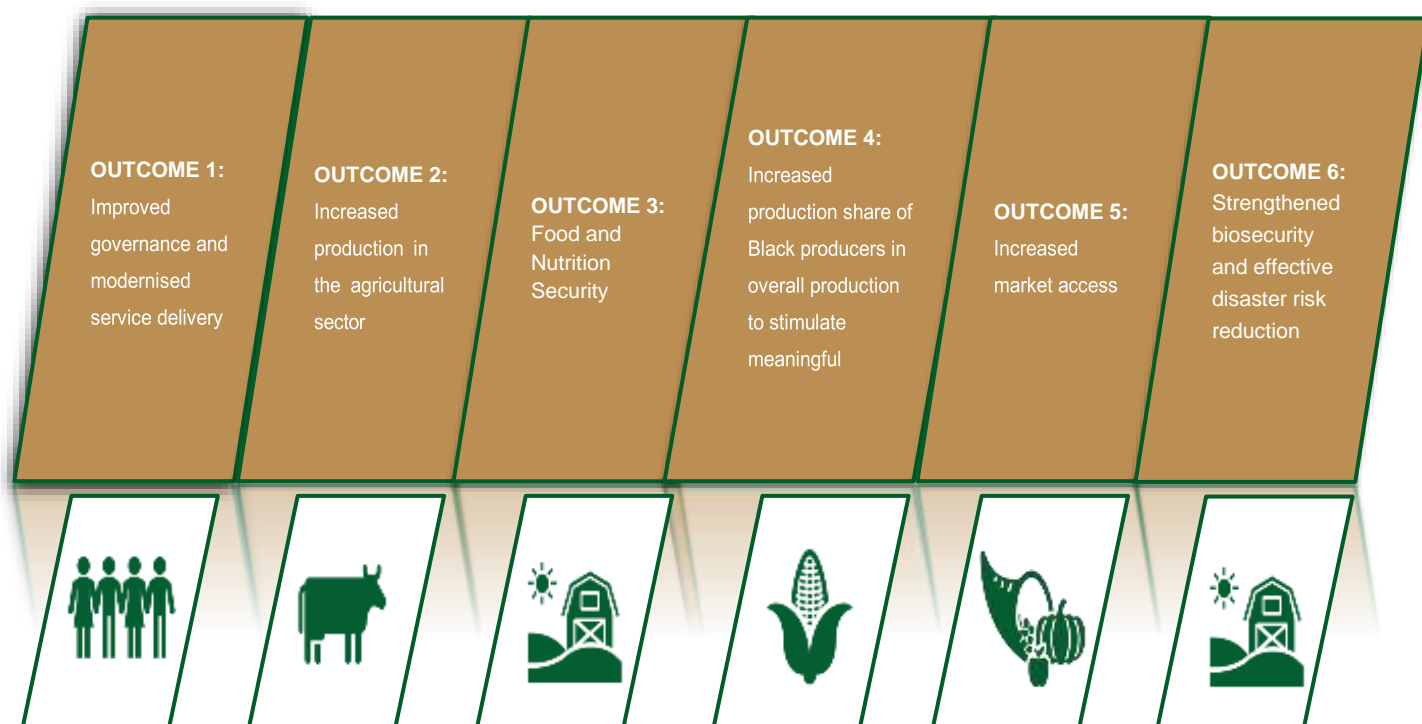 OUTCOME 1:
Improved
governance and
modernised
service delivery
OUTCOME 2:
Increased
production in
the agricultural
sector
OUTCOME 3:
Food and
Nutrition
Security
OUTCOME 4:
Increased
production share of
Black producers in
overall production
to stimulate
meaningful
OUTCOME 5:
Increased
market access
OUTCOME 6:
Strengthened
biosecurity
and effective
disaster risk
reduction